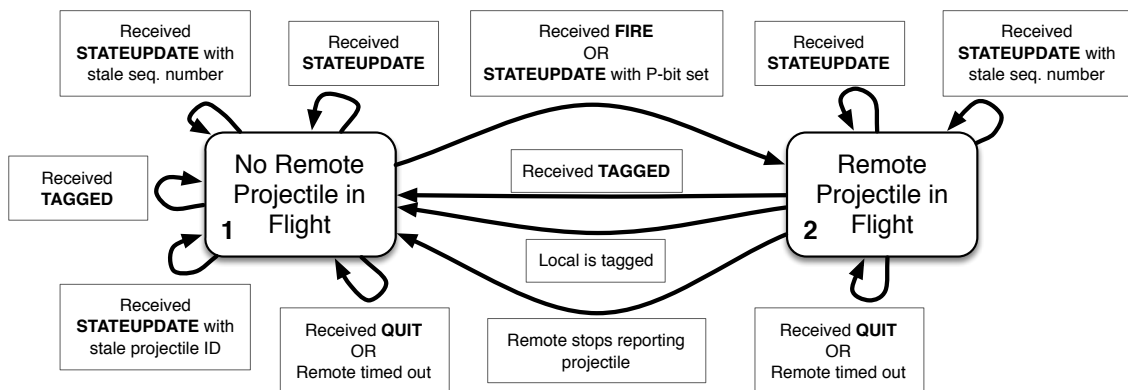 Received
STATEUPDATE with
stale seq. number
Received
STATEUPDATE
Received FIRE
OR
STATEUPDATE with P-bit set
Received
STATEUPDATE
Received
STATEUPDATE with
stale seq. number
Received
TAGGED
No Remote
Projectile in
Flight
1
Received TAGGED
Remote
Projectile in
Flight
2
Local is tagged
Received
STATEUPDATE with
stale projectile ID
Received QUIT
OR
Remote timed out
Remote stops reporting
projectile
Received QUIT
OR
Remote timed out